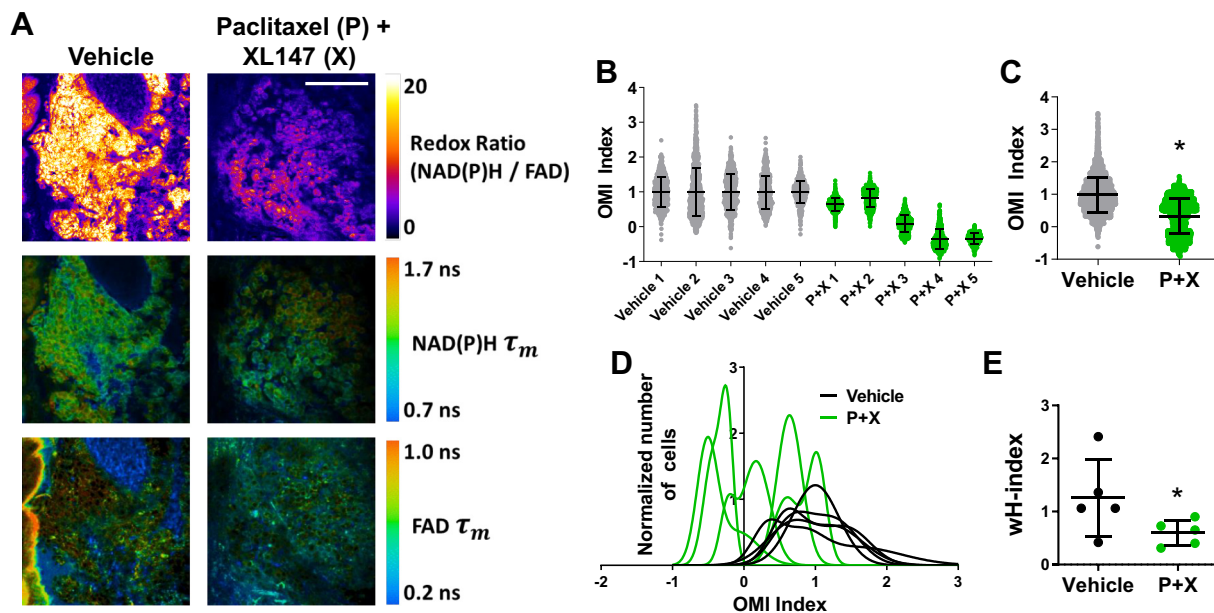 A
Vehicle
Paclitaxel (P) +
XL147 (X)
20
Redox Ratio
(NAD(P)H / FAD)
0
1.7 ns
NAD(P)H τm
0.7 ns
1.0 ns
FAD τm
0.2 ns
B
OMI Index
4
3
2
1
0
-1
Vehicle 1
Vehicle 2
Vehicle 3
Vehicle 4
Vehicle 5
P+X 1
P+X 2
P+X 3
P+X 4
P+X 5
C
OMI Index
4
3
2
1
0
-1
*
Vehicle
P+X
D
Normalized number
of cells
3
2
1
Vehicle
P+X
-2
-1
0
1
2
3
OMI Index
E
wH-index
3
2
1
0
*
Vehicle
P+X